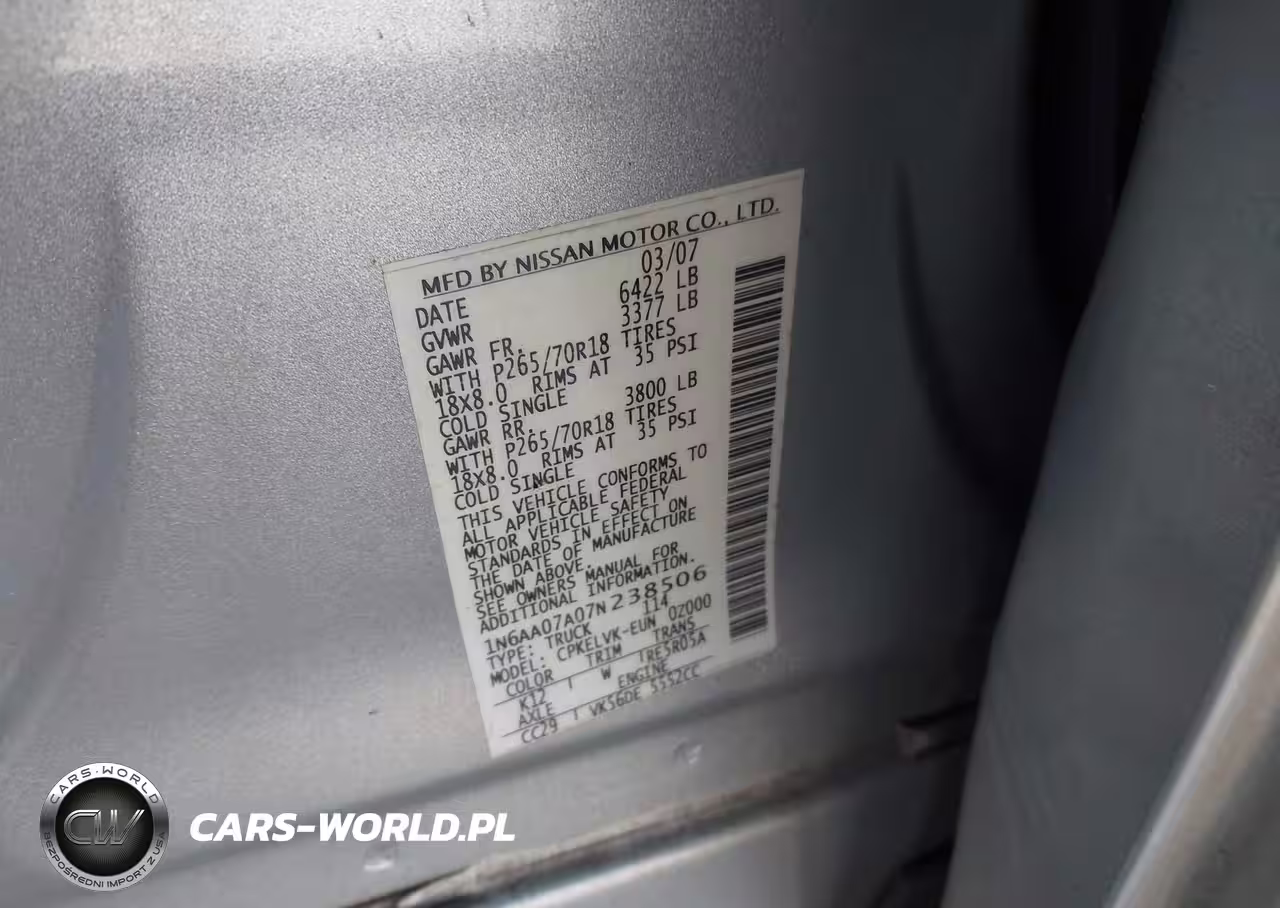 MFD BY NISSAN MOTOR CO., LTD.
DATE 03/07
GVWR 6422 LB
GAWR FR. 3377 LB
WITH P265/70R18 TIRES
18X8.0 RIMS AT 35 PSI
COLD SINGLE
GAWR RR. 3800 LB
WITH P265/70R18 TIRES
18X8.0 RIMS AT 35 PSI
COLD SINGLE
THIS VEHICLE CONFORMS TO
ALL APPLICABLE FEDERAL
MOTOR VEHICLE SAFETY
STANDARDS IN EFFECT ON
THE DATE OF MANUFACTURE
SHOWN ABOVE.
SEE OWNERS MANUAL FOR
ADDITIONAL INFORMATION.
1N6AA07A07N238506
TYPE: TRUCK 114
MODEL: CPKELVK-EUN 0Z000
COLOR TRIM TRANS
K12 W TRE5R05A
AXLE ENGINE
CC29 VK56DE 5552CC
CARS-WORLD
CW
BEZPOŚREDNI IMPORT Z USA
CARS-WORLD.PL